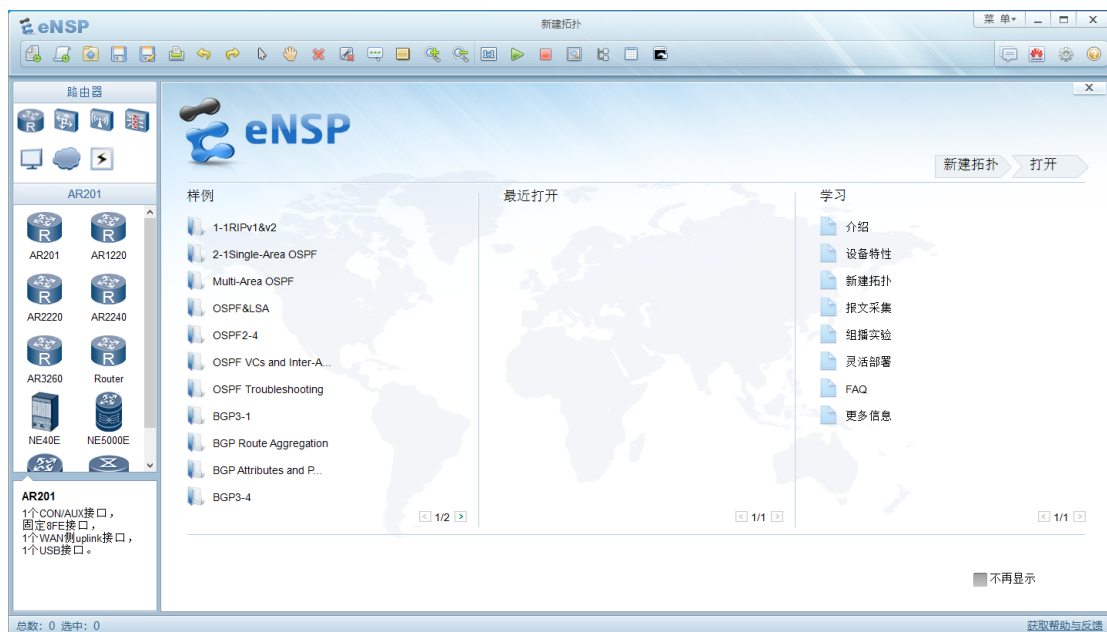 eNSP
新建拓扑
菜 单
路由器
AR201
AR201
AR1220
AR2220
AR2240
AR3260
Router
NE40E
NE5000E
AR201
1个CON/AUX接口，
固定8FE接口，
1个WAN侧uplink接口，
1个USB接口。
eNSP
新建拓扑
打开
样例
1-1RIPv1&v2
2-1Single-Area OSPF
Multi-Area OSPF
OSPF&LSA
OSPF2-4
OSPF VCs and Inter-A...
OSPF Troubleshooting
BGP3-1
BGP Route Aggregation
BGP Attributes and P...
BGP3-4
1/2
最近打开
1/1
学习
介绍
设备特性
新建拓扑
报文采集
组播实验
灵活部署
FAQ
更多信息
1/1
不再显示
总数: 0 选中: 0
获取帮助与反馈